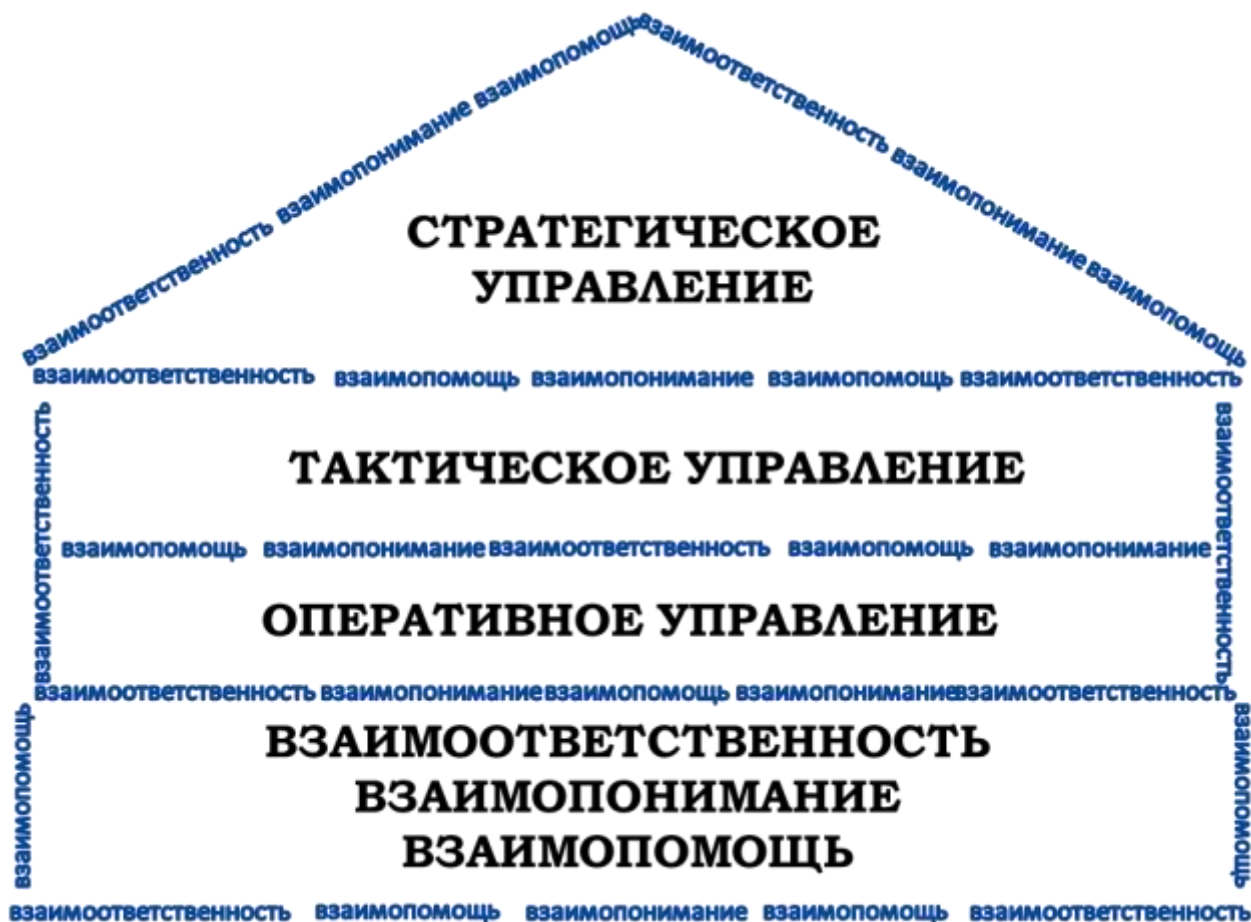 взаимоответственность взаимопонимание взаимопомощь
взаимоответственность взаимопонимание взаимопомощь
СТРАТЕГИЧЕСКОЕ
УПРАВЛЕНИЕ
взаимоответственность взаимопомощь взаимопонимание взаимопомощь взаимоответственность
взаимоответственность
ТАКТИЧЕСКОЕ УПРАВЛЕНИЕ
взаимоответственность
взаимопомощь взаимопонимание взаимоответственность взаимопомощь взаимопонимание
ОПЕРАТИВНОЕ УПРАВЛЕНИЕ
взаимоответственность взаимопонимание взаимопомощь взаимопонимание взаимоответственность
взаимопомощь
ВЗАИМООТВЕТСТВЕННОСТЬ
ВЗАИМОПОНИМАНИЕ
ВЗАИМОПОМОЩЬ
взаимопомощь
взаимоответственность взаимопомощь взаимопонимание взаимопомощь взаимоответственность